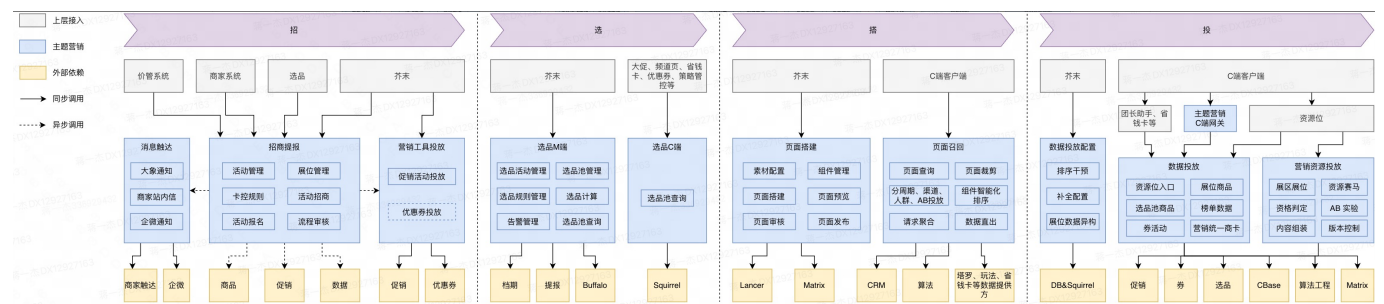 上层接入
主题营销
外部依赖
同步调用
异步调用
招
选
搭
投
价管系统
商家系统
选品
芥末
芥末
大促、频道页、省钱
卡、优惠券、策略管
控等
芥末
C端客户端
芥末
C端客户端
团长助手、省
钱卡等
主题营销
C端网关
资源位
消息触达
大象通知
商家站内信
企微通知
招商提报
活动管理
展位管理
卡控规则
活动招商
活动报名
流程审核
营销工具投放
促销活动投放
优惠券投放
选品M端
选品活动管理
选品池管理
选品规则管理
选品计算
告警管理
选品池查询
选品C端
选品池查询
页面搭建
素材配置
组件管理
页面搭建
页面预览
页面审核
页面发布
页面召回
页面查询
页面裁剪
分周期、渠道、
人群、AB投放
组件智能化
排序
请求聚合
数据直出
数据投放配置
排序干预
补全配置
展位数据异构
数据投放
资源位入口
展位商品
选品池商品
榜单数据
券活动
营销统一商卡
营销资源投放
展区展位
资源赛马
资格判定
AB 实验
内容组装
版本控制
商家触达
企微
商品
促销
数据
促销
优惠券
档期
提报
Buffalo
Squirrel
Lancer
Matrix
CRM
算法
塔罗、玩法、省
钱卡等数据提供
方
DB&Squirrel
促销
券
选品
CBase
算法工程
Matrix